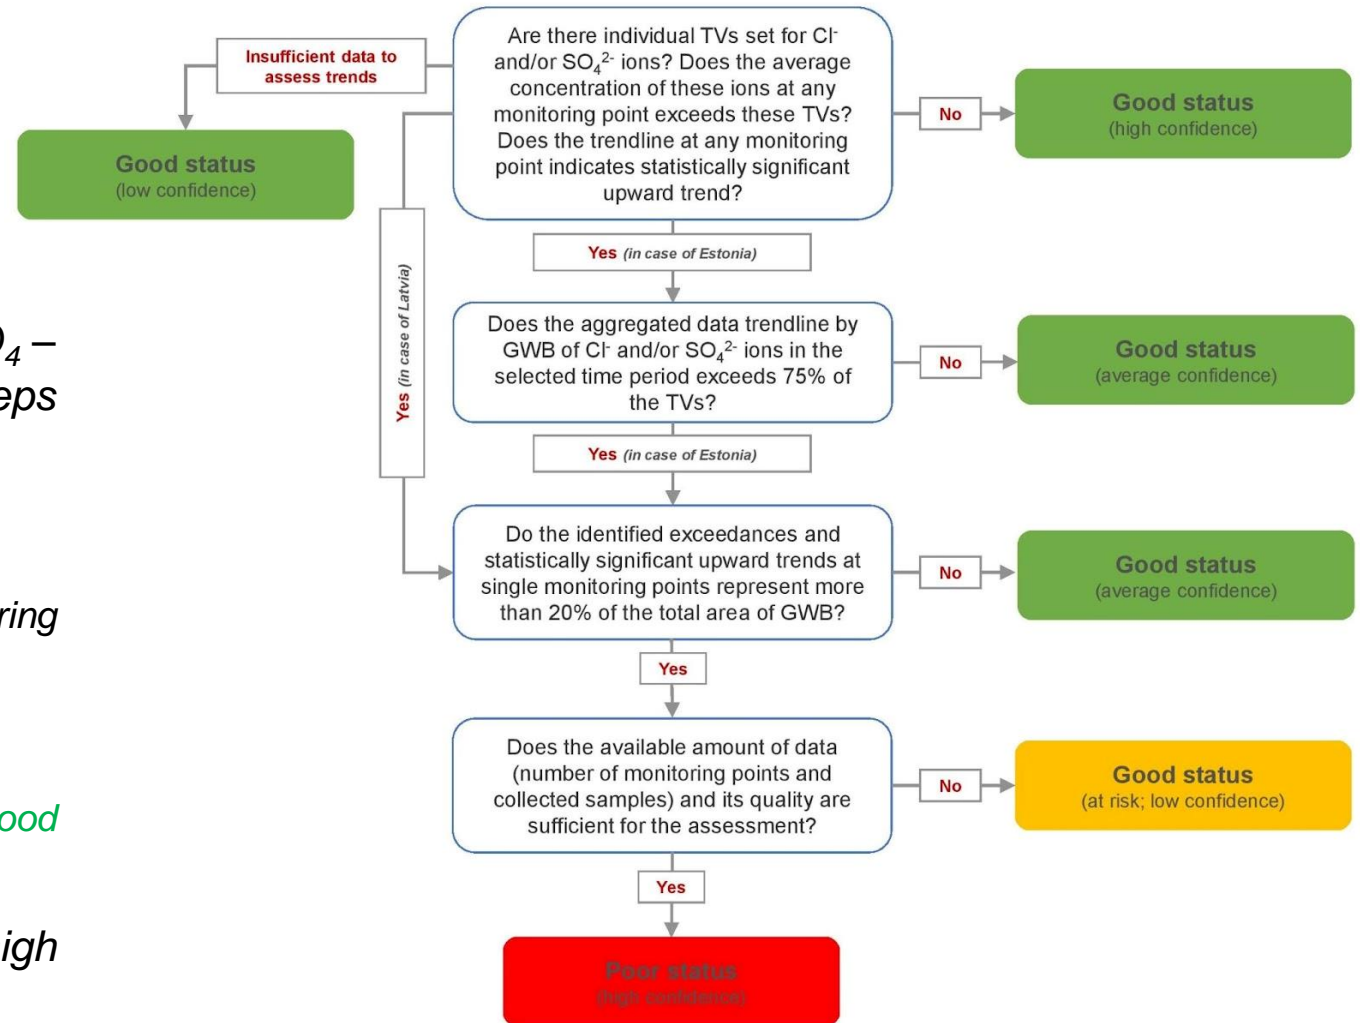 Are there individual TVs set for Cl-
and/or SO₄²⁻ ions? Does the average
concentration of these ions at any
monitoring point exceeds these TVs?
Does the trendline at any monitoring
point indicates statistically significant
upward trend?
Insufficient data to
assess trends
Good status
(low confidence)
No
Good status
(high confidence)
Yes (in case of Estonia)
Yes (in case of Latvia)
Does the aggregated data trendline by
GWB of Cl- and/or SO₄²⁻ ions in the
selected time period exceeds 75% of
the TVs?
No
Good status
(average confidence)
Yes (in case of Estonia)
Do the identified exceedances and
statistically significant upward trends at
single monitoring points represent more
than 20% of the total area of GWB?
No
Good status
(average confidence)
Yes
Does the available amount of data
(number of monitoring points and
collected samples) and its quality are
sufficient for the assessment?
No
Good status
(at risk; low confidence)
Yes
Poor status
(high confidence)